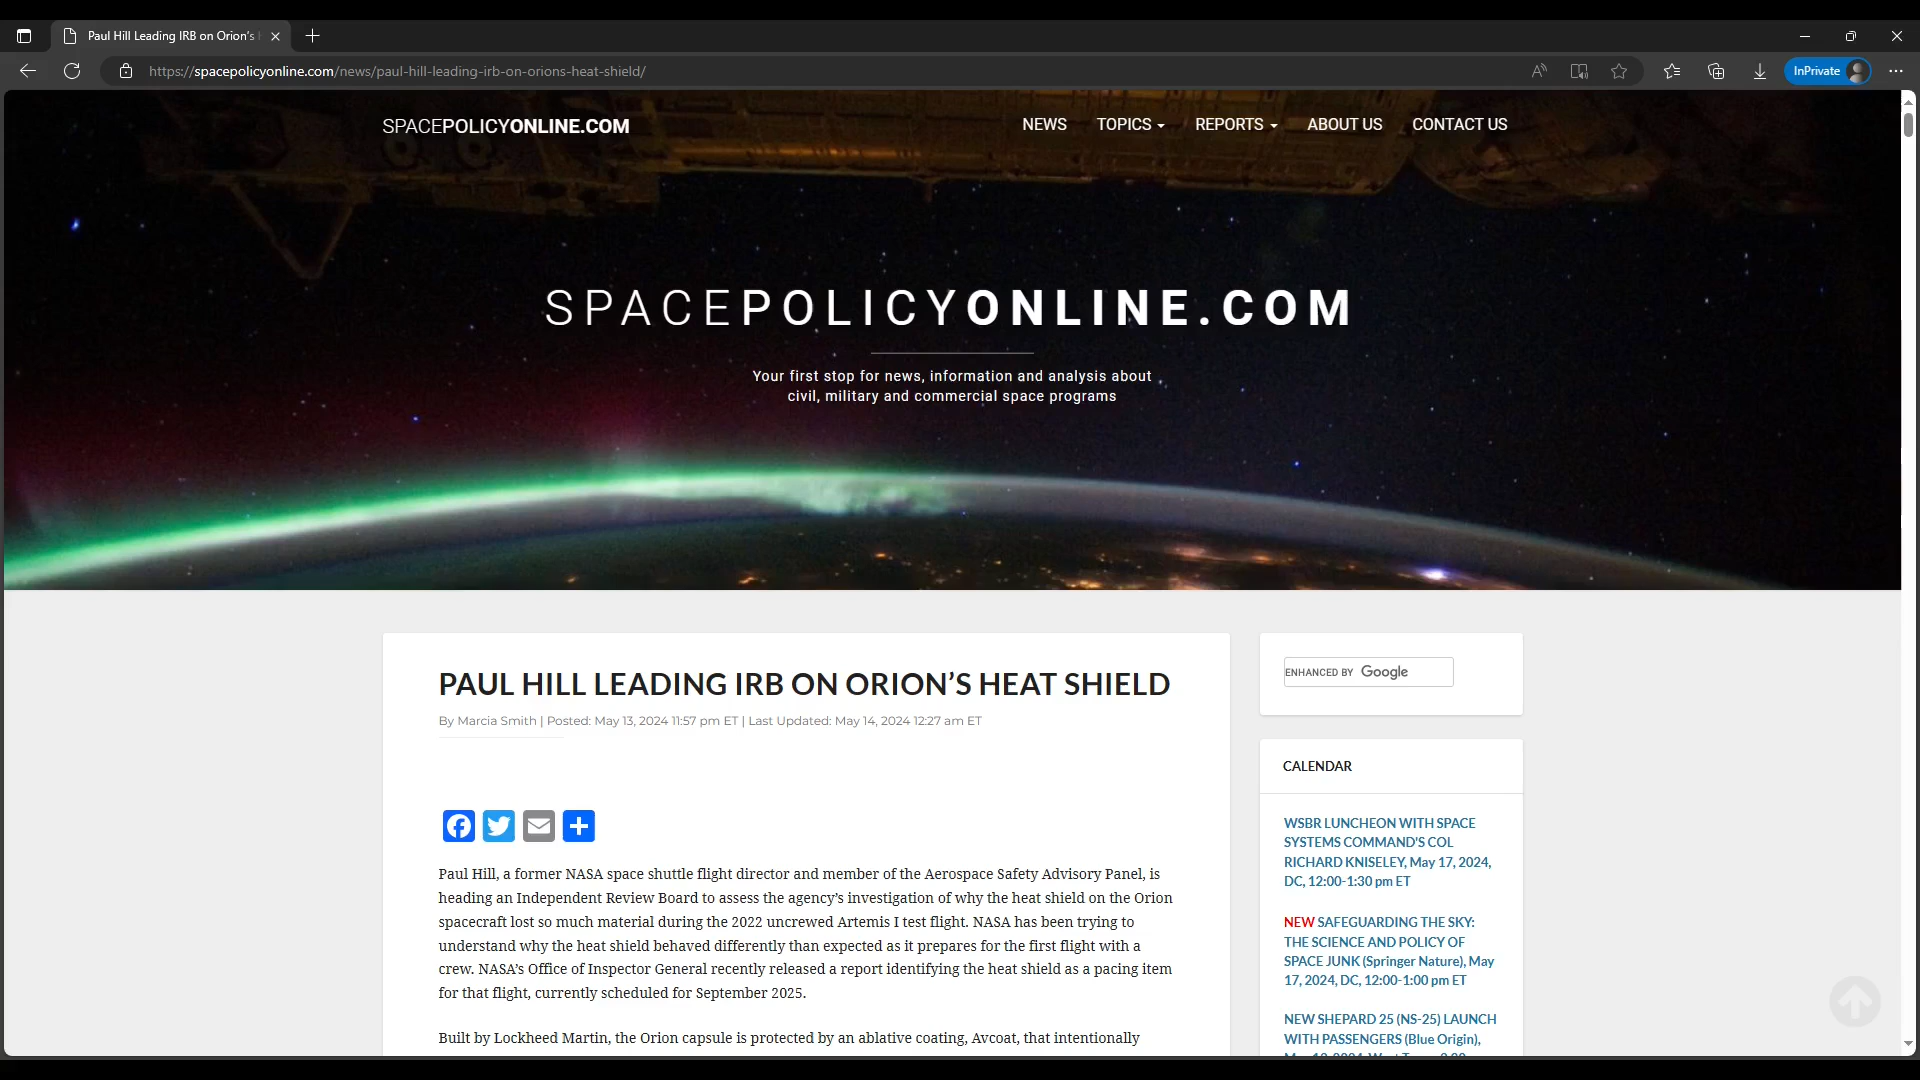 Paul Hill Leading IRB on Orion's
https://spacepolicyonline.com/news/paul-hill-leading-irb-on-orions-heat-shield/
InPrivate
SPACEPOLICYONLINE.COM
NEWS TOPICS REPORTS ABOUT US CONTACT US
SPACEPOLICYONLINE.COM
Your first stop for news, information and analysis about
civil, military and commercial space programs
PAUL HILL LEADING IRB ON ORION’S HEAT SHIELD
By Marcia Smith | Posted: May 13, 2024 11:57 pm ET | Last Updated: May 14, 2024 12:27 am ET
Paul Hill, a former NASA space shuttle flight director and member of the Aerospace Safety Advisory Panel, is
heading an Independent Review Board to assess the agency’s investigation of why the heat shield on the Orion
spacecraft lost so much material during the 2022 uncrewed Artemis I test flight. NASA has been trying to
understand why the heat shield behaved differently than expected as it prepares for the first flight with a
crew. NASA’s Office of Inspector General recently released a report identifying the heat shield as a pacing item
for that flight, currently scheduled for September 2025.
Built by Lockheed Martin, the Orion capsule is protected by an ablative coating, Avcoat, that intentionally
ENHANCED BY Google
CALENDAR
WSBR LUNCHEON WITH SPACE
SYSTEMS COMMAND'S COL
RICHARD KNISELEY, May 17, 2024,
DC, 12:00-1:30 pm ET
NEW SAFEGUARDING THE SKY:
THE SCIENCE AND POLICY OF
SPACE JUNK (Springer Nature), May
17, 2024, DC, 12:00-1:00 pm ET
NEW SHEPARD 25 (NS-25) LAUNCH
WITH PASSENGERS (Blue Origin),